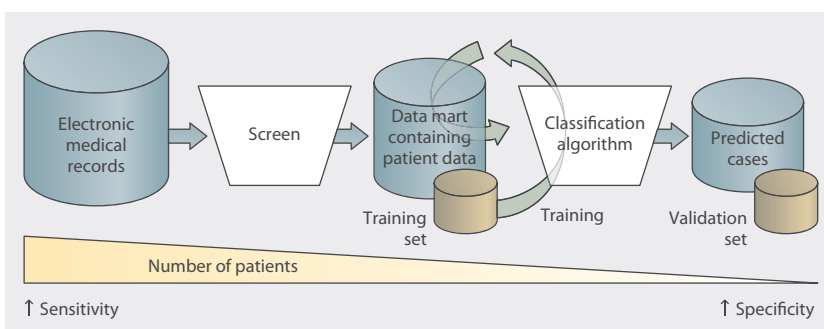 Electronic
medical
records
Screen
Data mart
containing
patient data
Classification
algorithm
Predicted
cases
Training
set
Training
Validation
set
Number of patients
↑ Sensitivity
↑ Specificity